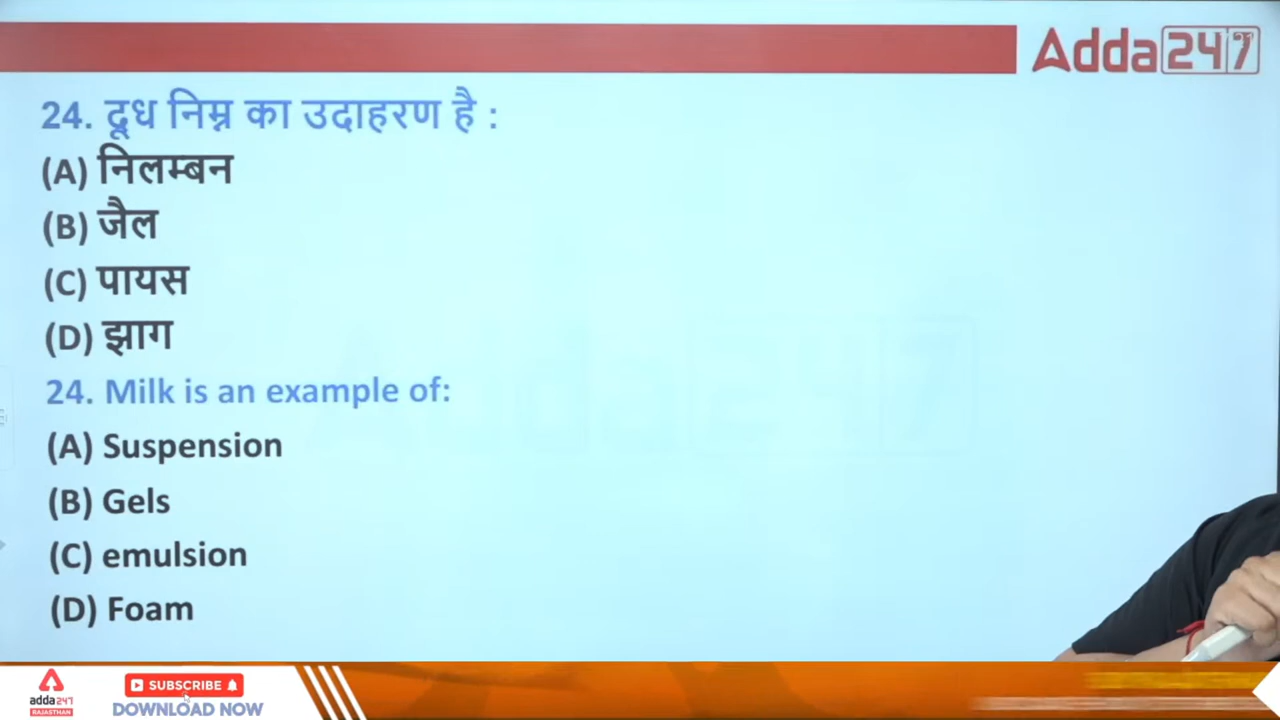 Adda247
24. दूध निम्न का उदाहरण है :
(A) निलम्बन
(B) जैल
(C) पायस
(D) झाग
24. Milk is an example of:
(A) Suspension
(B) Gels
(C) emulsion
(D) Foam
adda247
RAJASTHAN
SUBSCRIBE
DOWNLOAD NOW